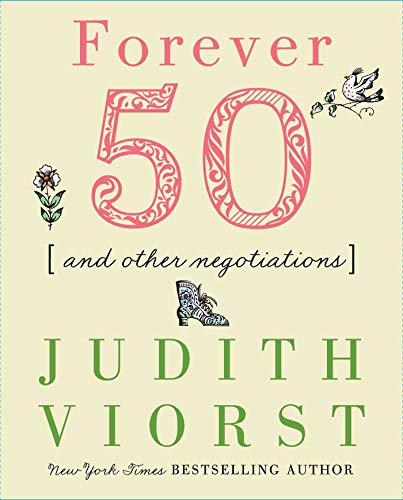 Forever
50
[and other negotiations]
JUDITH
VIORST
New York Times BESTSELLING AUTHOR